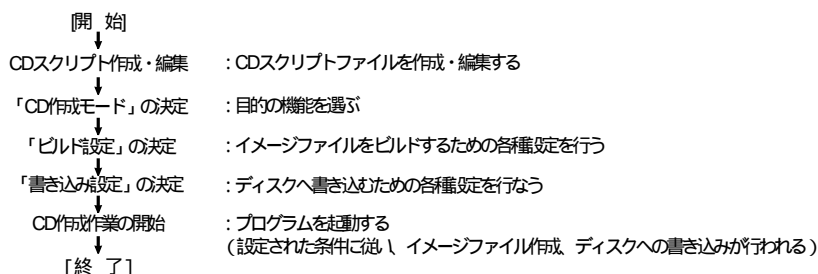 [開 始]
CDスクリプト作成・編集 :CDスクリプトファイルを作成・編集する
「CD作成モード」の決定 :目的の機能を選ぶ
「ビルド設定」の決定 :イメージファイルをビルドするための各種設定を行う
「書き込み設定」の決定 :ディスクへ書き込むための各種設定を行なう
CD作成作業の開始 :プログラムを起動する
(設定された条件に従い、イメージファイル作成、ディスクへの書き込みが行われる)
[終 了]